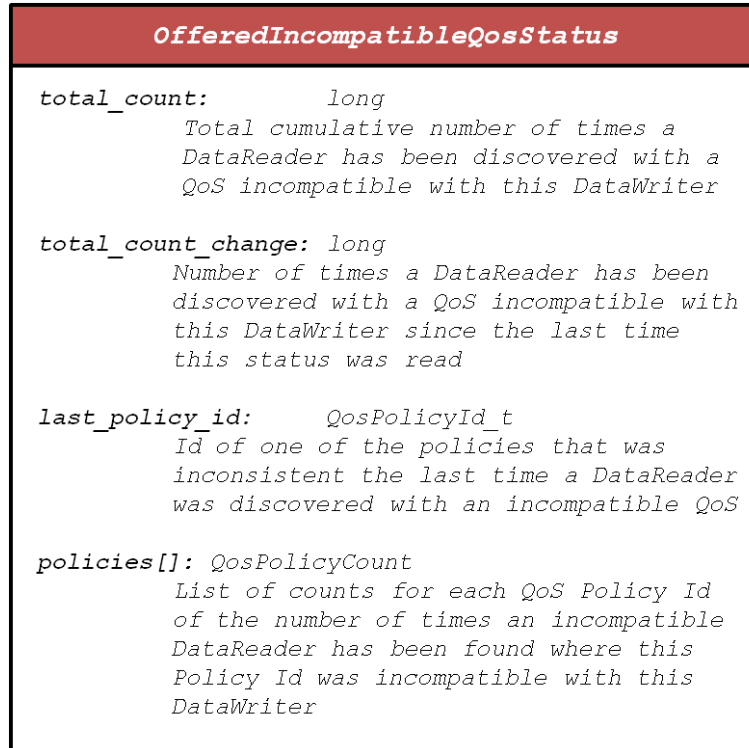 OfferedIncompatibleQosStatus
total_count: long
Total cumulative number of times a
DataReader has been discovered with a
QoS incompatible with this DataWriter
total_count_change: long
Number of times a DataReader has been
discovered with a QoS incompatible with
this DataWriter since the last time
this status was read
last_policy_id: QosPolicyId_t
Id of one of the policies that was
inconsistent the last time a DataReader
was discovered with an incompatible QoS
policies[]: QosPolicyCount
List of counts for each QoS Policy Id
of the number of times an incompatible
DataReader has been found where this
Policy Id was incompatible with this
DataWriter